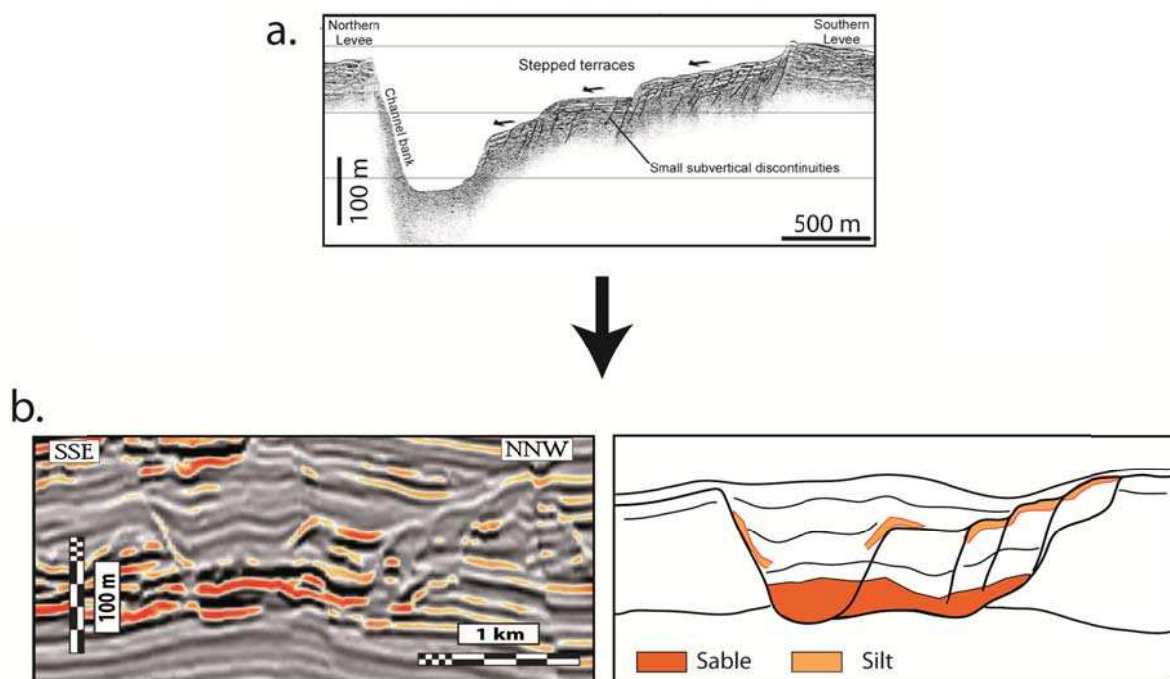 a.
Northern
Levee
Southern
Levee
Stepped terraces
Channel bank
Small subvertical discontinuities
100 m
500 m
b.
SSE
NNW
100 m
1 km
Sable
Silt